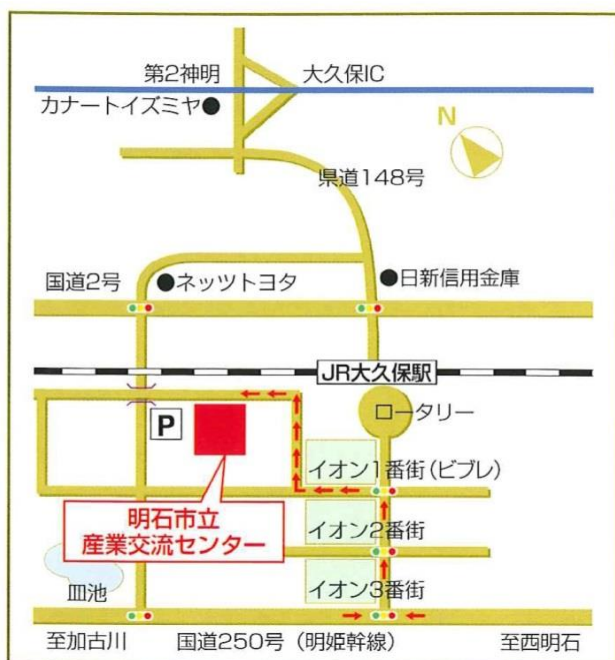 第2神明
大久保IC
カナートイズミヤ
N
県道148号
国道2号
ネッツトヨタ
日新信用金庫
JR大久保駅
P
ロータリー
イオン1番街(ビブレ)
明石市立
産業交流センター
イオン2番街
皿池
イオン3番街
至加古川
国道250号(明姫幹線)
至西明石